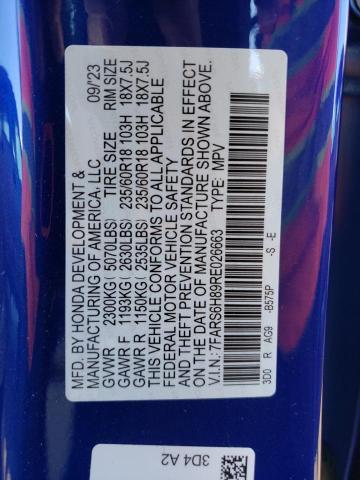 MFD. BY HONDA DEVELOPMENT & 09/23
MANUFACTURING OF AMERICA, LLC
GVWR 2300KG( 5070LBS) TIRE SIZE RIM SIZE
GAWR F 1193KG( 2630LBS) 235/60R18 103H 18X7.5J
GAWR R 1150KG( 2535LBS) 235/60R18 103H 18X7.5J
THIS VEHICLE CONFORMS TO ALL APPLICABLE
FEDERAL MOTOR VEHICLE SAFETY
AND THEFT PREVENTION STANDARDS IN EFFECT
ON THE DATE OF MANUFACTURE SHOWN ABOVE.
V.I.N.: 7FARS6H89RE026663 TYPE: MPV
3D0 R AG9 -B575P -S -E
3D4 A2